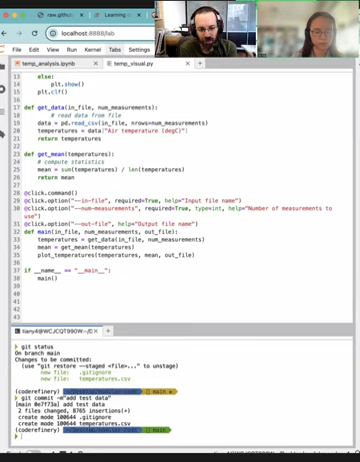 raw.github
Learning
localhost:8888/lab
File Edit View Run Kernel Tabs Settings Help
temp_analysis.ipynb temp_visual.py
13 else:
14 plt.show()
15 plt.clf()
16
17 def get_data(in_file, num_measurements):
18 # read data from file
19 data = pd.read_csv(in_file, nrows=num_measurements)
20 temperatures = data["Air temperature (degC)"]
21 return temperatures
22
23 def get_mean(temperatures):
24 # compute statistics
25 mean = sum(temperatures) / len(temperatures)
26 return mean
27
28 @click.command()
29 @click.option("--in-file", required=True, help="Input file name")
30 @click.option("--num-measurements", required=True, type=int, help="Number of measurements to
use")
31 @click.option("--out-file", help="Output file name")
32 def main(in_file, num_measurements, out_file):
33 temperatures = get_data(in_file, num_measurements)
34 mean = get_mean(temperatures)
35 plot_temperatures(temperatures, mean, out_file)
36
37 if __name__ == "__main__":
38 main()
39
40
41
42
43
git status
On branch main
Changes to be committed:
(use "git restore --staged <file>..." to unstage)
new file: .gitignore
new file: temperatures.csv
(coderefinery) main
git commit -m"add test data"
[main 0e7f73a] add test data
2 files changed, 8765 insertions(+)
create mode 100644 .gitignore
create mode 100644 temperatures.csv
(coderefinery) main